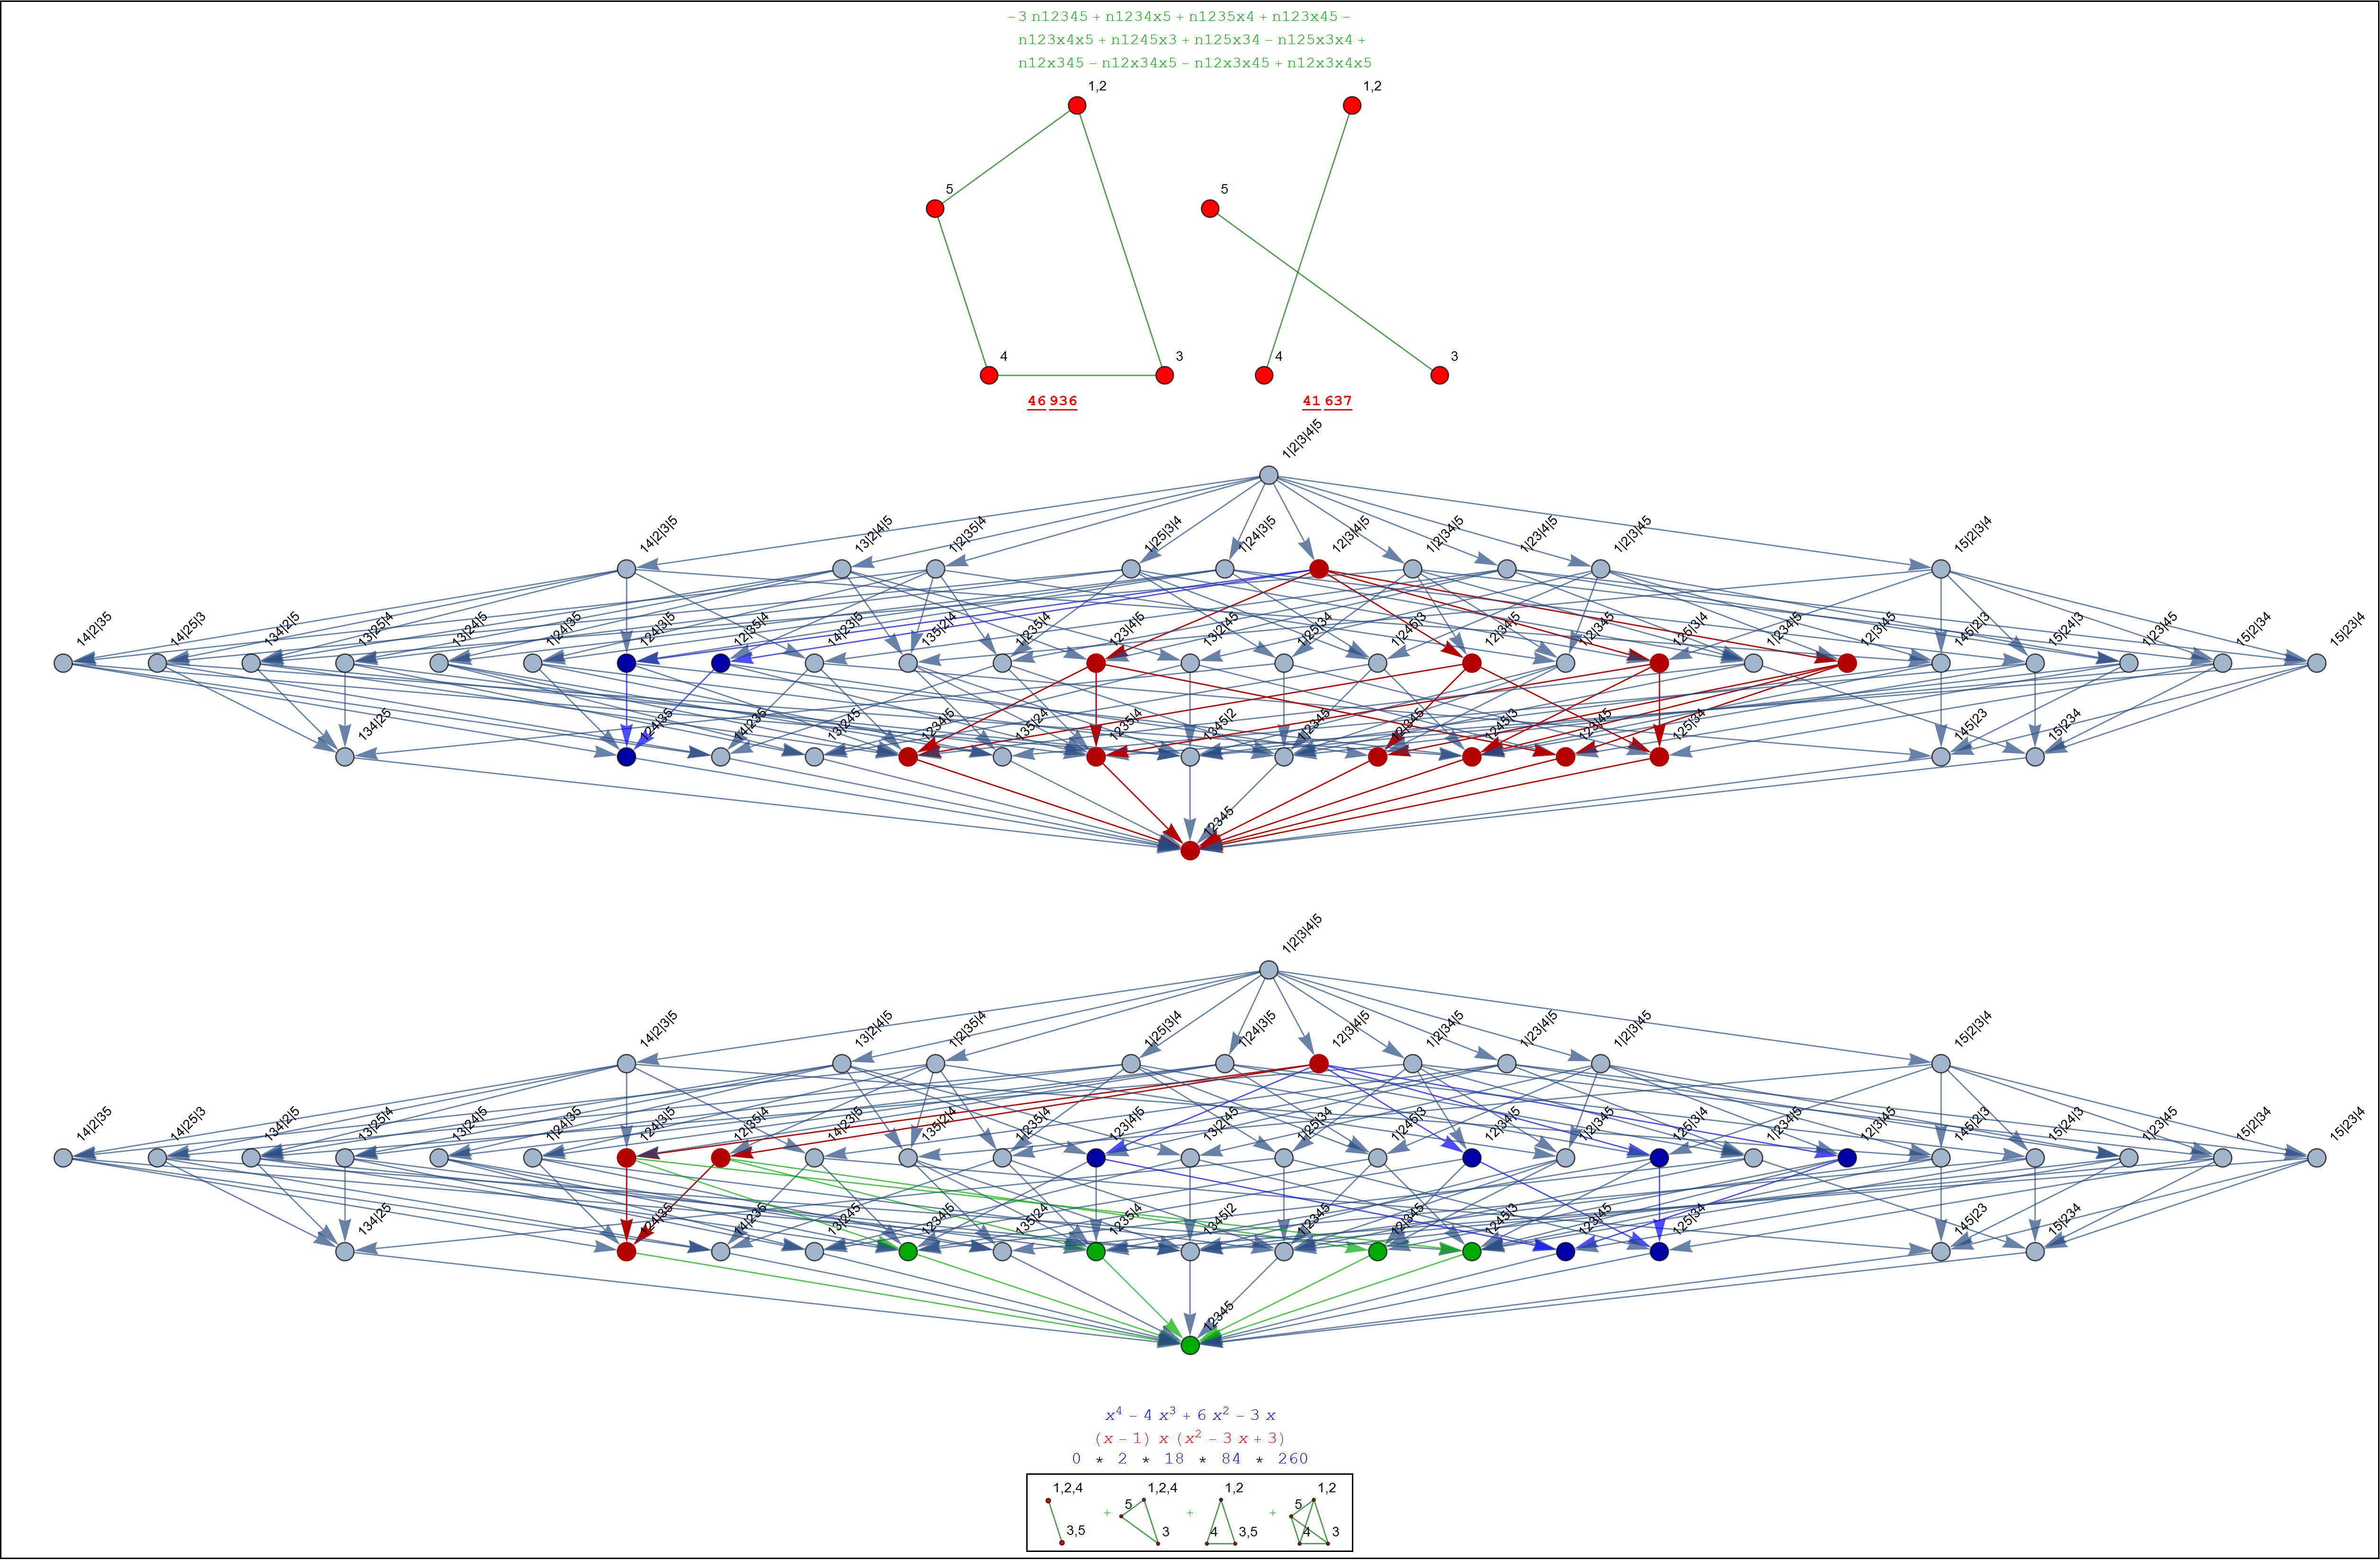 -3 n12345 + n1234x5 + n1235x4 + n123x45 -
n123x4x5 + n1245x3 + n125x34 - n125x3x4 +
n12x345 - n12x34x5 - n12x3x45 + n12x3x4x5
1,2 1,2
5 5
4 3 4 3
46 936 41 637
1|2|3|4|5
14|2|3|5 13|2|4|5 1|2|35|4 1|25|3|4 1|24|3|5 12|3|4|5 1|2|34|5 1|23|4|5 1|2|3|45 15|2|3|4
14|2|35 14|25|3 134|2|5 13|25|4 13|24|5 1|24|35 124|3|5 12|35|4 14|23|5 135|2|4 1|235|4 123|4|5 13|2|45 1|25|34 1|245|3 12|34|5 1|2|345 125|3|4 1|234|5 12|3|45 145|2|3 15|24|3 1|23|45 15|2|34 15|23|4
134|25 124|35 14|235 13|245 1234|5 135|24 1235|4 1345|2 1|2345 12|345 1245|3 123|45 125|34 145|23 15|234
12345
1|2|3|4|5
14|2|3|5 13|2|4|5 1|2|35|4 1|25|3|4 1|24|3|5 12|3|4|5 1|2|34|5 1|23|4|5 1|2|3|45 15|2|3|4
14|2|35 14|25|3 134|2|5 13|25|4 13|24|5 1|24|35 124|3|5 12|35|4 14|23|5 135|2|4 1|235|4 123|4|5 13|2|45 1|25|34 1|245|3 12|34|5 1|2|345 125|3|4 1|234|5 12|3|45 145|2|3 15|24|3 1|23|45 15|2|34 15|23|4
134|25 124|35 14|235 13|245 1234|5 135|24 1235|4 1345|2 1|2345 12|345 1245|3 123|45 125|34 145|23 15|234
12345
x⁴ - 4 x³ + 6 x² - 3 x
(x - 1) x (x² - 3 x + 3)
0 * 2 * 18 * 84 * 260
1,2,4 1,2,4 1,2 1,2
+ 5 + + 5
3,5 3 4 3,5 4 3